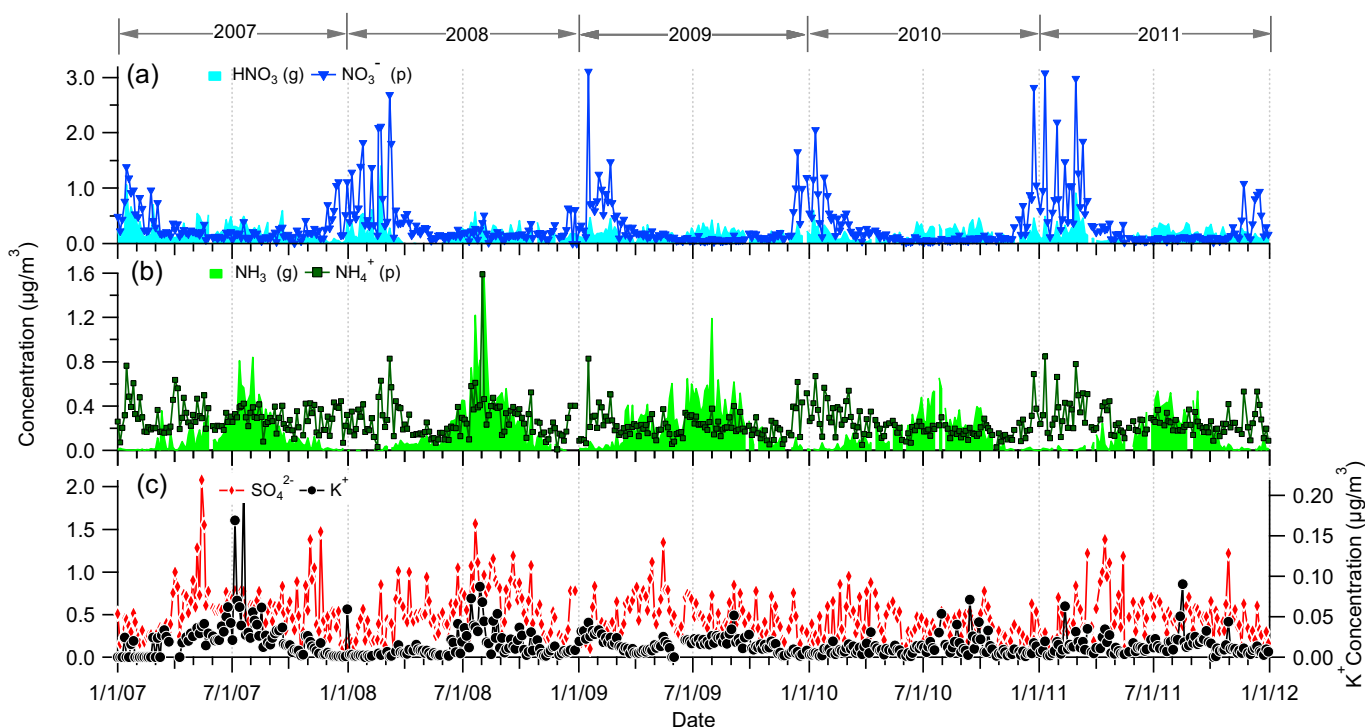 2007 2008 2009 2010 2011
(a)
HNO3 (g) NO3- (p)
3.0
2.0
1.0
0.0
(b)
NH3 (g) NH4+ (p)
1.6
1.2
0.8
0.4
0.0
Concentration (µg/m3)
(c)
SO42- K+
2.0
1.5
1.0
0.5
0.0
0.20
0.15
0.10
0.05
0.00
K+ Concentration (µg/m3)
1/1/07 7/1/07 1/1/08 7/1/08 1/1/09 7/1/09 1/1/10 7/1/10 1/1/11 7/1/11 1/1/12
Date